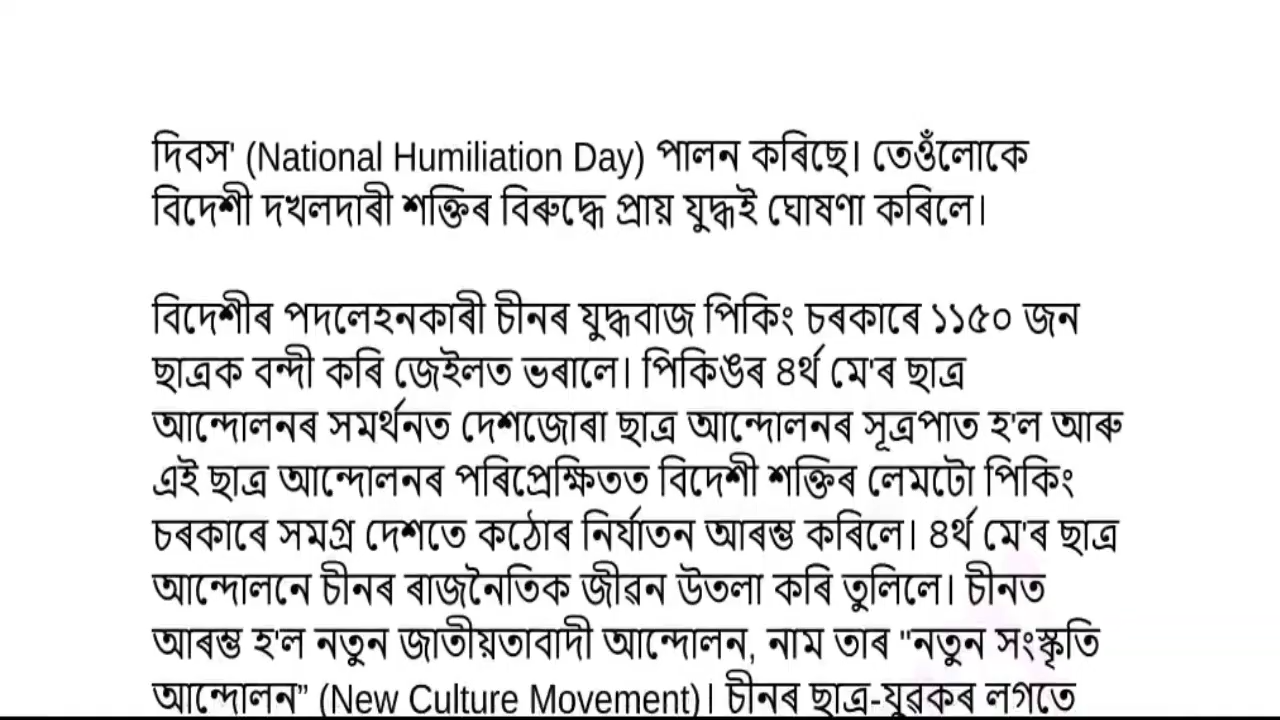 দিবস' (National Humiliation Day) পালন কৰিছে। তেওঁলোকে
বিদেশী দখলদাৰী শক্তিৰ বিৰুদ্ধে প্ৰায় যুদ্ধই ঘোষণা কৰিলে।
বিদেশীৰ পদলেহনকাৰী চীনৰ যুদ্ধবাজ পিকিং চৰকাৰে ১১৫০ জন
ছাত্ৰক বন্দী কৰি জেইলত ভৰালে। পিকিঙৰ ৪ৰ্থ মে'ৰ ছাত্ৰ
আন্দোলনৰ সমৰ্থনত দেশজোৰা ছাত্ৰ আন্দোলনৰ সূত্ৰপাত হ'ল আৰু
এই ছাত্ৰ আন্দোলনৰ পৰিপ্ৰেক্ষিতত বিদেশী শক্তিৰ লেমটো পিকিং
চৰকাৰে সমগ্ৰ দেশতে কঠোৰ নিৰ্যাতন আৰম্ভ কৰিলে। ৪ৰ্থ মে'ৰ ছাত্ৰ
আন্দোলনে চীনৰ ৰাজনৈতিক জীৱন উতলা কৰি তুলিলে। চীনত
আৰম্ভ হ'ল নতুন জাতীয়তাবাদী আন্দোলন, নাম তাৰ "নতুন সংস্কৃতি
আন্দোলন” (New Culture Movement)। চীনৰ ছাত্ৰ-যুৱকৰ লগতে